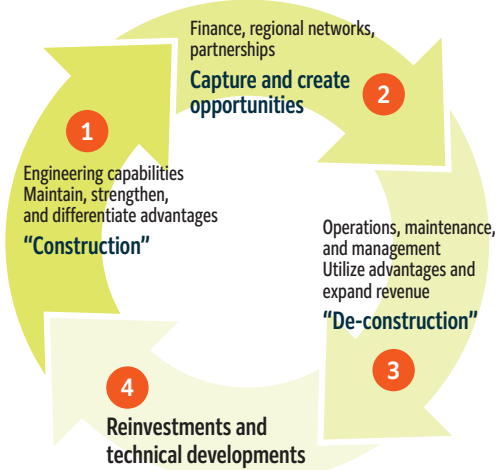 1
Engineering capabilities
Maintain, strengthen,
and differentiate advantages
“Construction”
Finance, regional networks,
partnerships
Capture and create
opportunities
2
Operations, maintenance,
and management
Utilize advantages and
expand revenue
“De-construction”
3
4
Reinvestments and
technical developments